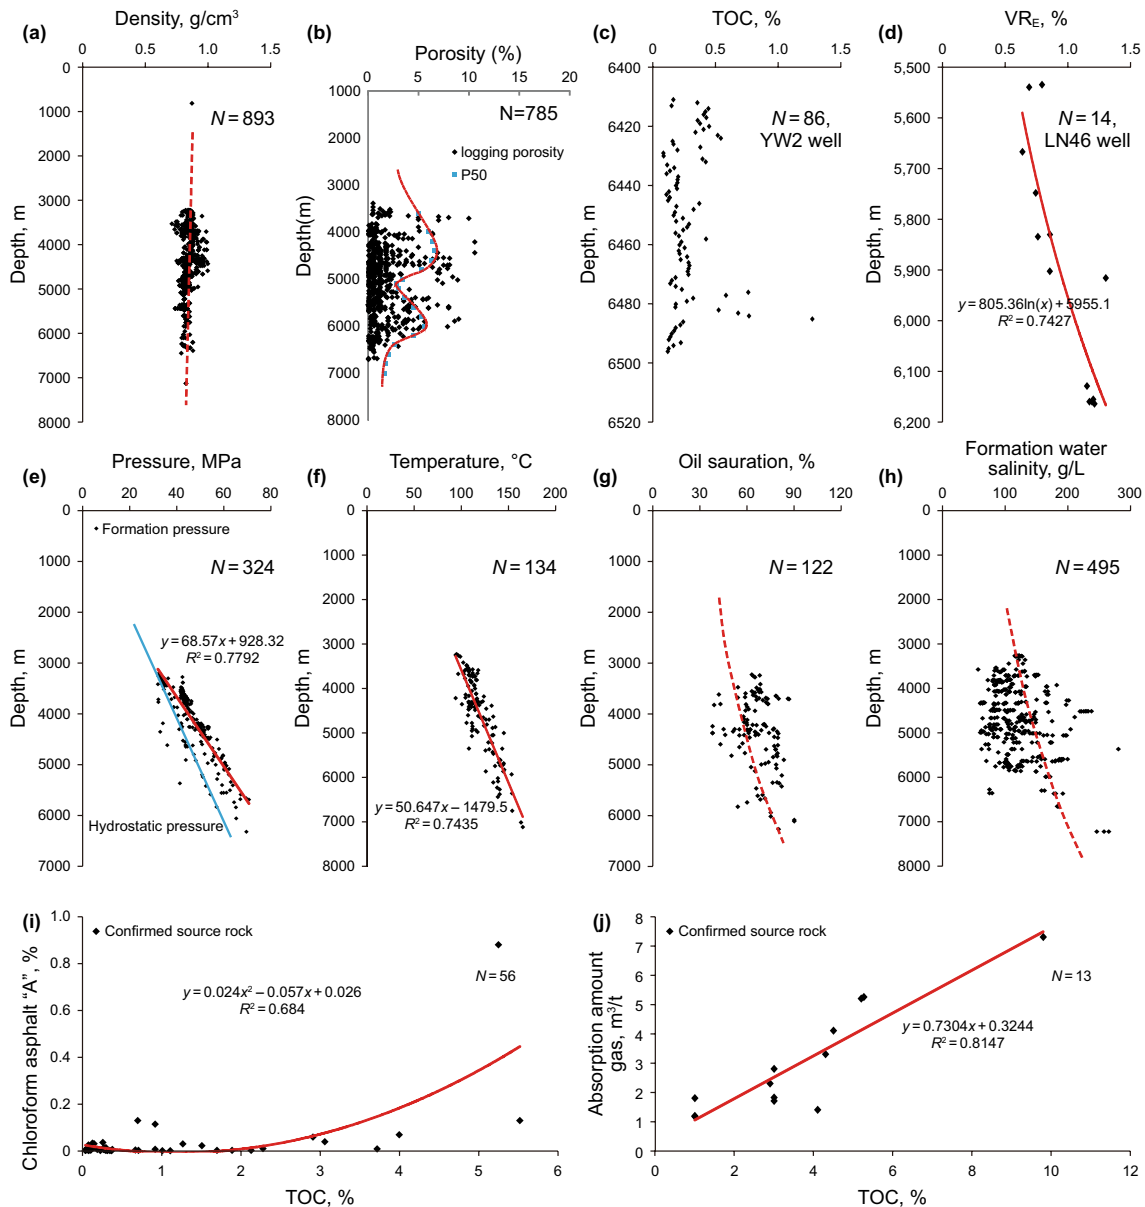 (a)
Density, g/cm³
0 0.5 1.0 1.5
0
1000
2000
3000
4000
5000
6000
7000
8000
Depth, m
N = 893
(b)
Porosity (%)
0 5 10 15 20
1000
2000
3000
4000
5000
6000
7000
8000
Depth(m)
N=785
logging porosity
P50
(c)
TOC, %
0 0.5 1.0 1.5
6400
6420
6440
6460
6480
6500
6520
Depth, m
N = 86,
YW2 well
(d)
VR_E, %
0 0.4 0.8 1.2 1.6
5,500
5,600
5,700
5,800
5,900
6,000
6,100
6,200
Depth, m
N = 14,
LN46 well
y = 805.36ln(x) + 5955.1
R² = 0.7427
(e)
Pressure, MPa
0 20 40 60 80
0
1000
2000
3000
4000
5000
6000
7000
Depth, m
Formation pressure
N = 324
y = 68.57x + 928.32
R² = 0.7792
Hydrostatic pressure
(f)
Temperature, °C
0 50 100 150 200
0
1000
2000
3000
4000
5000
6000
7000
8000
Depth, m
N = 134
y = 50.647x − 1479.5
R² = 0.7435
(g)
Oil sauration, %
0 30 60 90 120
0
1000
2000
3000
4000
5000
6000
7000
Depth, m
N = 122
(h)
Formation water
salinity, g/L
0 100 200 300
0
1000
2000
3000
4000
5000
6000
7000
8000
Depth, m
N = 495
(i)
1.0
0.8
0.6
0.4
0.2
0
Chloroform asphalt “A”, %
Confirmed source rock
N = 56
y = 0.024x² − 0.057x + 0.026
R² = 0.684
0 1 2 3 4 5 6
TOC, %
(j)
8
7
6
5
4
3
2
1
0
Absorption amount
gas, m³/t
Confirmed source rock
N = 13
y = 0.7304x + 0.3244
R² = 0.8147
0 2 4 6 8 10 12
TOC, %